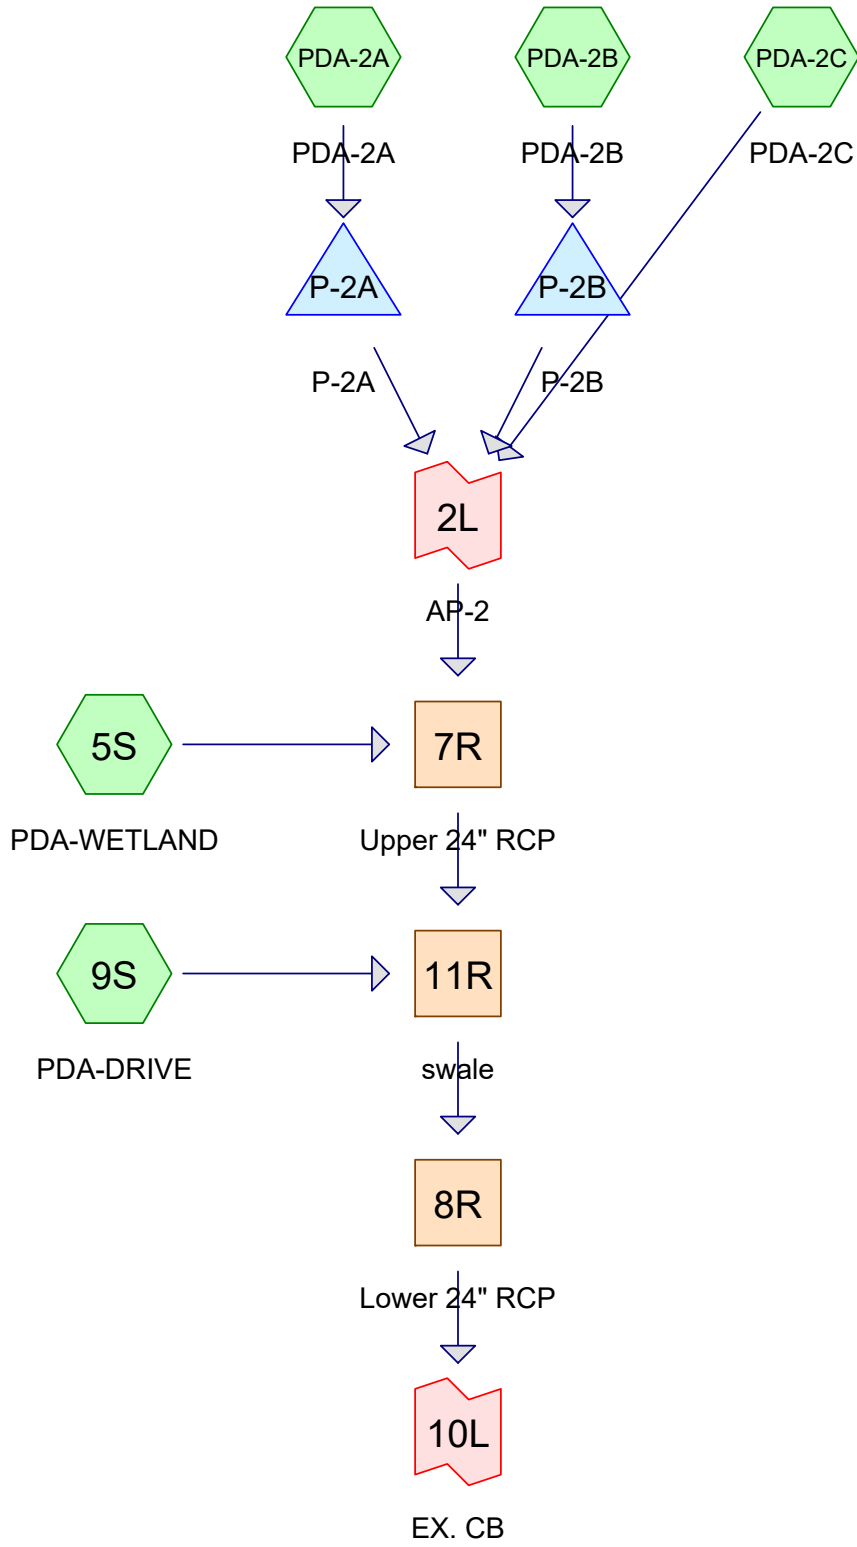 PDA-2A
PDA-2B
PDA-2C
PDA-2A
PDA-2B
PDA-2C
P-2A
P-2B
P-2A
P-2B
2L
AP-2
5S
7R
PDA-WETLAND
Upper 24" RCP
9S
11R
PDA-DRIVE
swale
8R
Lower 24" RCP
10L
EX. CB